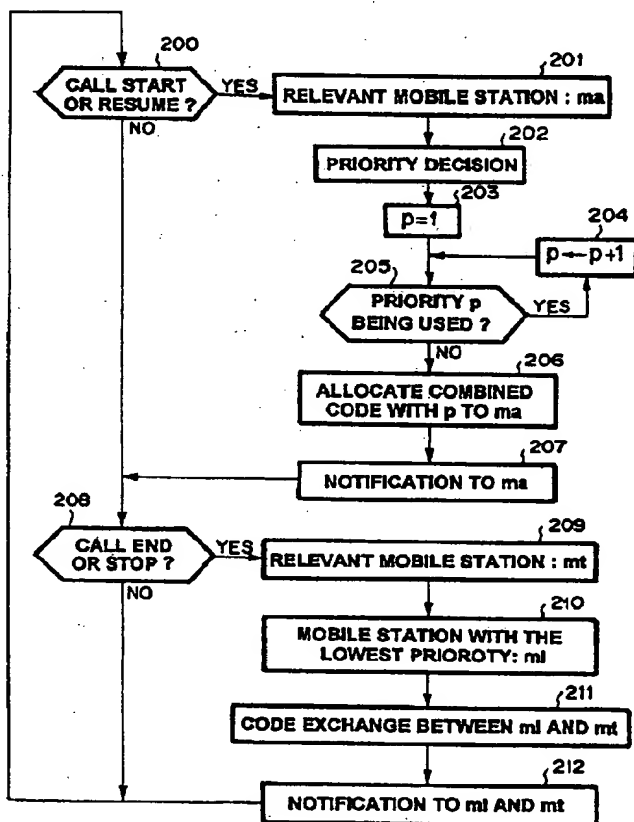 200
CALL START
OR RESUME ?
YES
NO
201
RELEVANT MOBILE STATION : ma
202
PRIORITY DECISION
203
p=1
204
p←p+1
205
PRIORITY p
BEING USED ?
YES
NO
206
ALLOCATE COMBINED
CODE WITH p TO ma
207
NOTIFICATION TO ma
208
CALL END
OR STOP ?
YES
NO
209
RELEVANT MOBILE STATION : mt
210
MOBILE STATION WITH THE
LOWEST PRIOROTY: ml
211
CODE EXCHANGE BETWEEN ml AND mt
212
NOTIFICATION TO ml AND mt